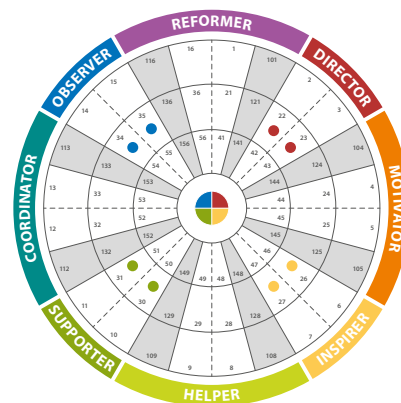 REFORMER
DIRECTOR
MOTIVATOR
INSPIRER
HELPER
SUPPORTER
COORDINATOR
OBSERVER
116 16 1 101
15 2
14 3
113 104
13 4
12 5
112 105
11 6
10 7
109 9 8 108
136 36 21 121
35 22
34 23
133 124
33 24
32 25
132 125
31 26
30 27
129 29 28 128
156 56 41 141
55 42
54 43
153 144
53 44
52 45
152 145
51 46
50 47
149 49 48 148
154